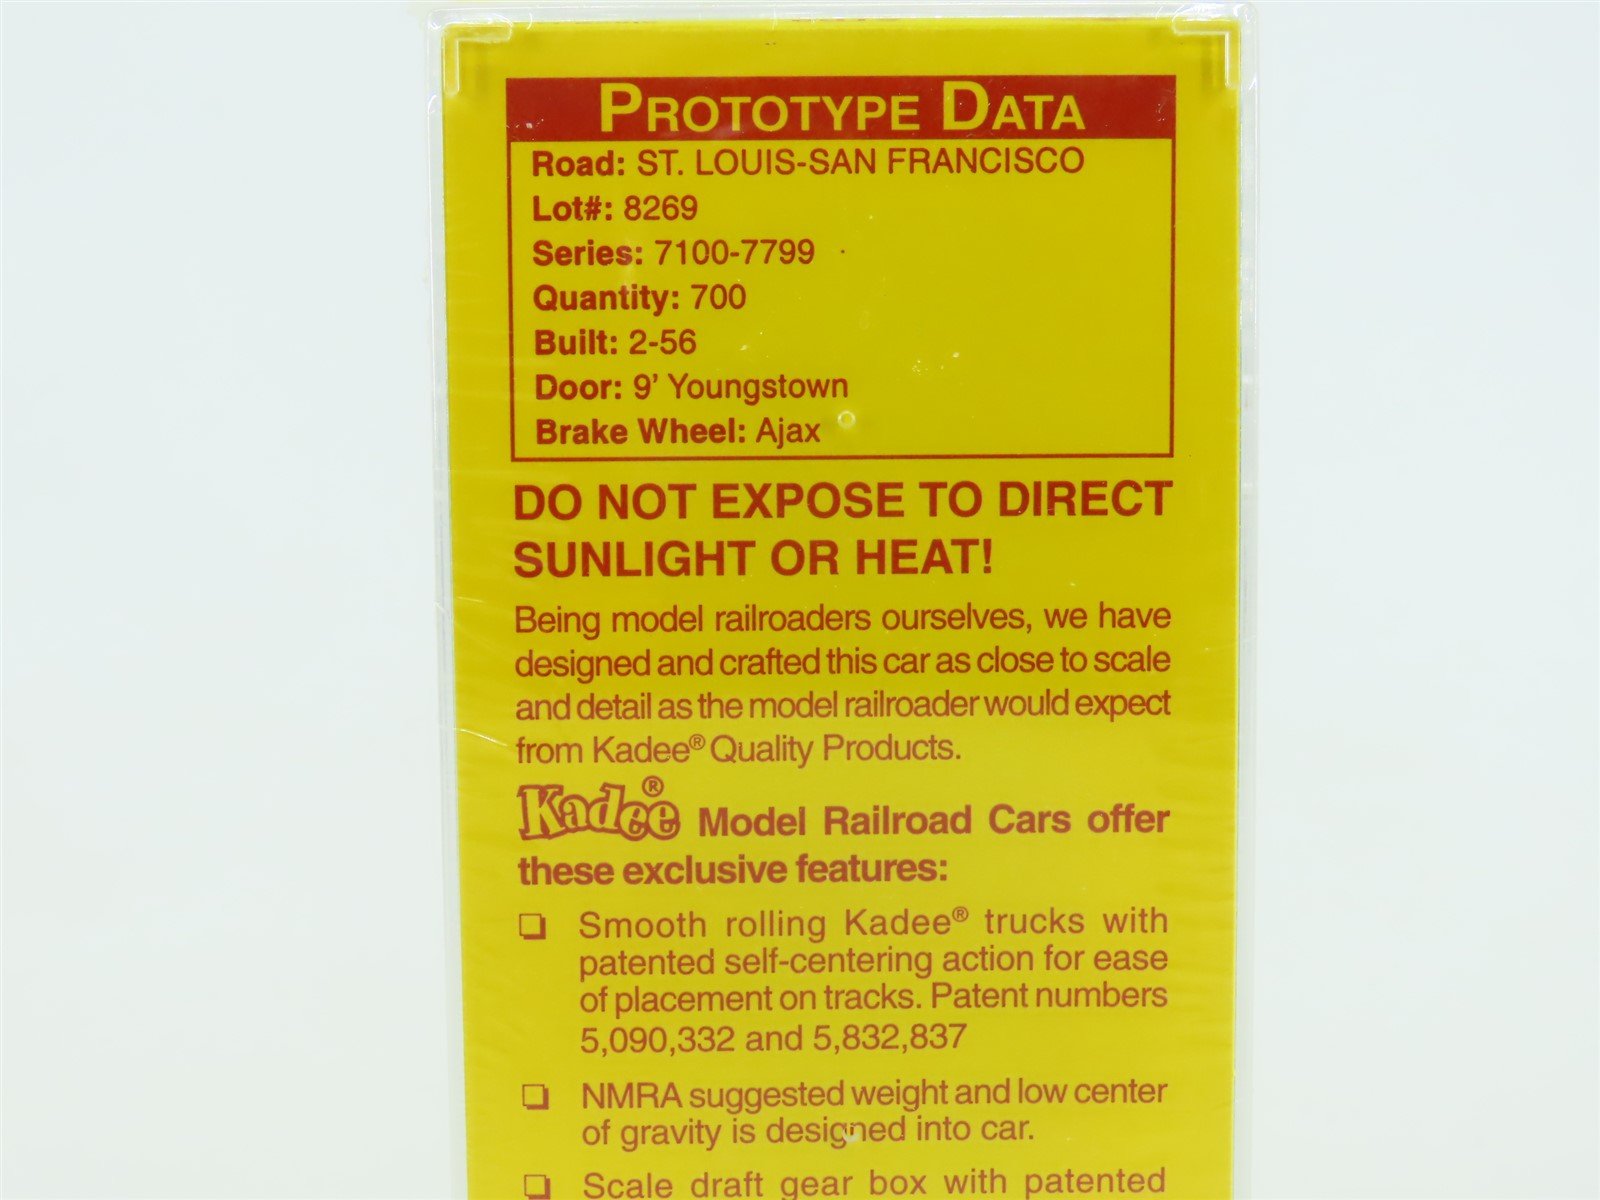 PROTOTYPE DATA
Road: ST. LOUIS-SAN FRANCISCO
Lot#: 8269
Series: 7100-7799
Quantity: 700
Built: 2-56
Door: 9' Youngstown
Brake Wheel: Ajax
DO NOT EXPOSE TO DIRECT
SUNLIGHT OR HEAT!
Being model railroaders ourselves, we have
designed and crafted this car as close to scale
and detail as the model railroader would expect
from Kadee® Quality Products.
Kadee® Model Railroad Cars offer
these exclusive features:
❑ Smooth rolling Kadee® trucks with
patented self-centering action for ease
of placement on tracks. Patent numbers
5,090,332 and 5,832,837
❑ NMRA suggested weight and low center
of gravity is designed into car.
❑ Scale draft gear box with patented